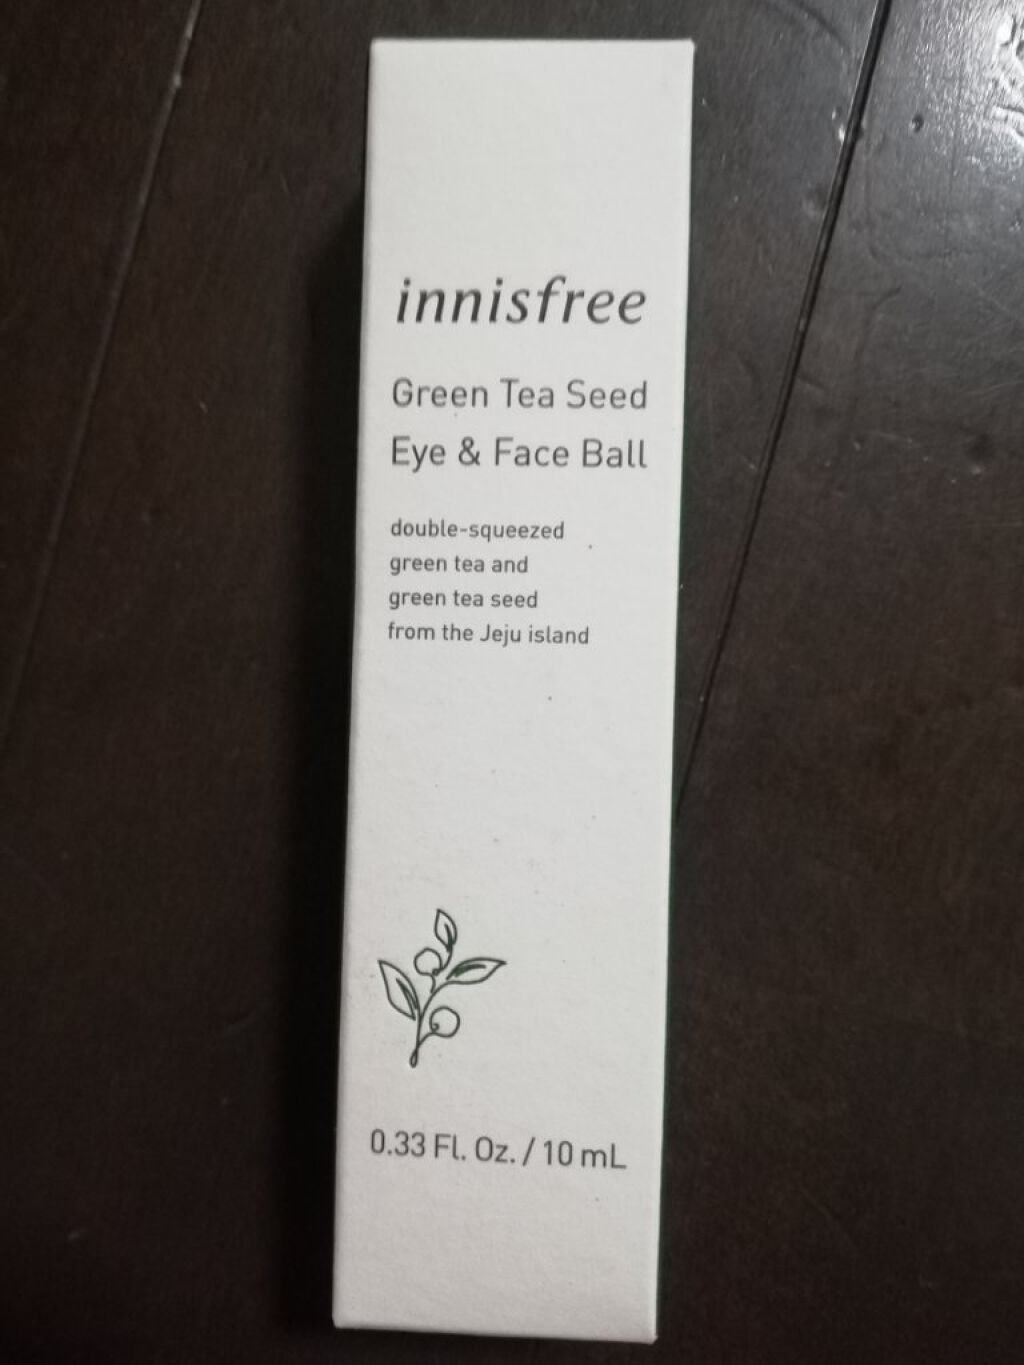 innisfree
Green Tea Seed
Eye & Face Ball
double-squeezed
green tea and
green tea seed
from the Jeju island
0.33 Fl. Oz. / 10 mL